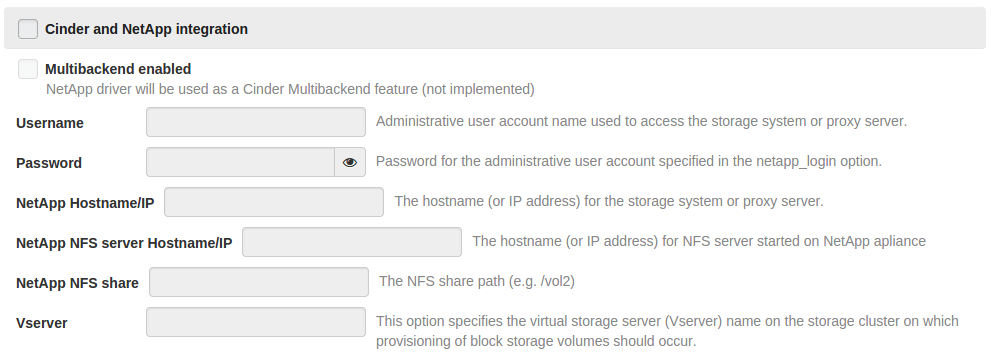 Cinder and NetApp integration
Multibackend enabled
NetApp driver will be used as a Cinder Multibackend feature (not implemented)
Username Administrative user account name used to access the storage system or proxy server.
Password Password for the administrative user account specified in the netapp_login option.
NetApp Hostname/IP The hostname (or IP address) for the storage system or proxy server.
NetApp NFS server Hostname/IP The hostname (or IP address) for NFS server started on NetApp apliance
NetApp NFS share The NFS share path (e.g. /vol2)
Vserver This option specifies the virtual storage server (Vserver) name on the storage cluster on which
provisioning of block storage volumes should occur.